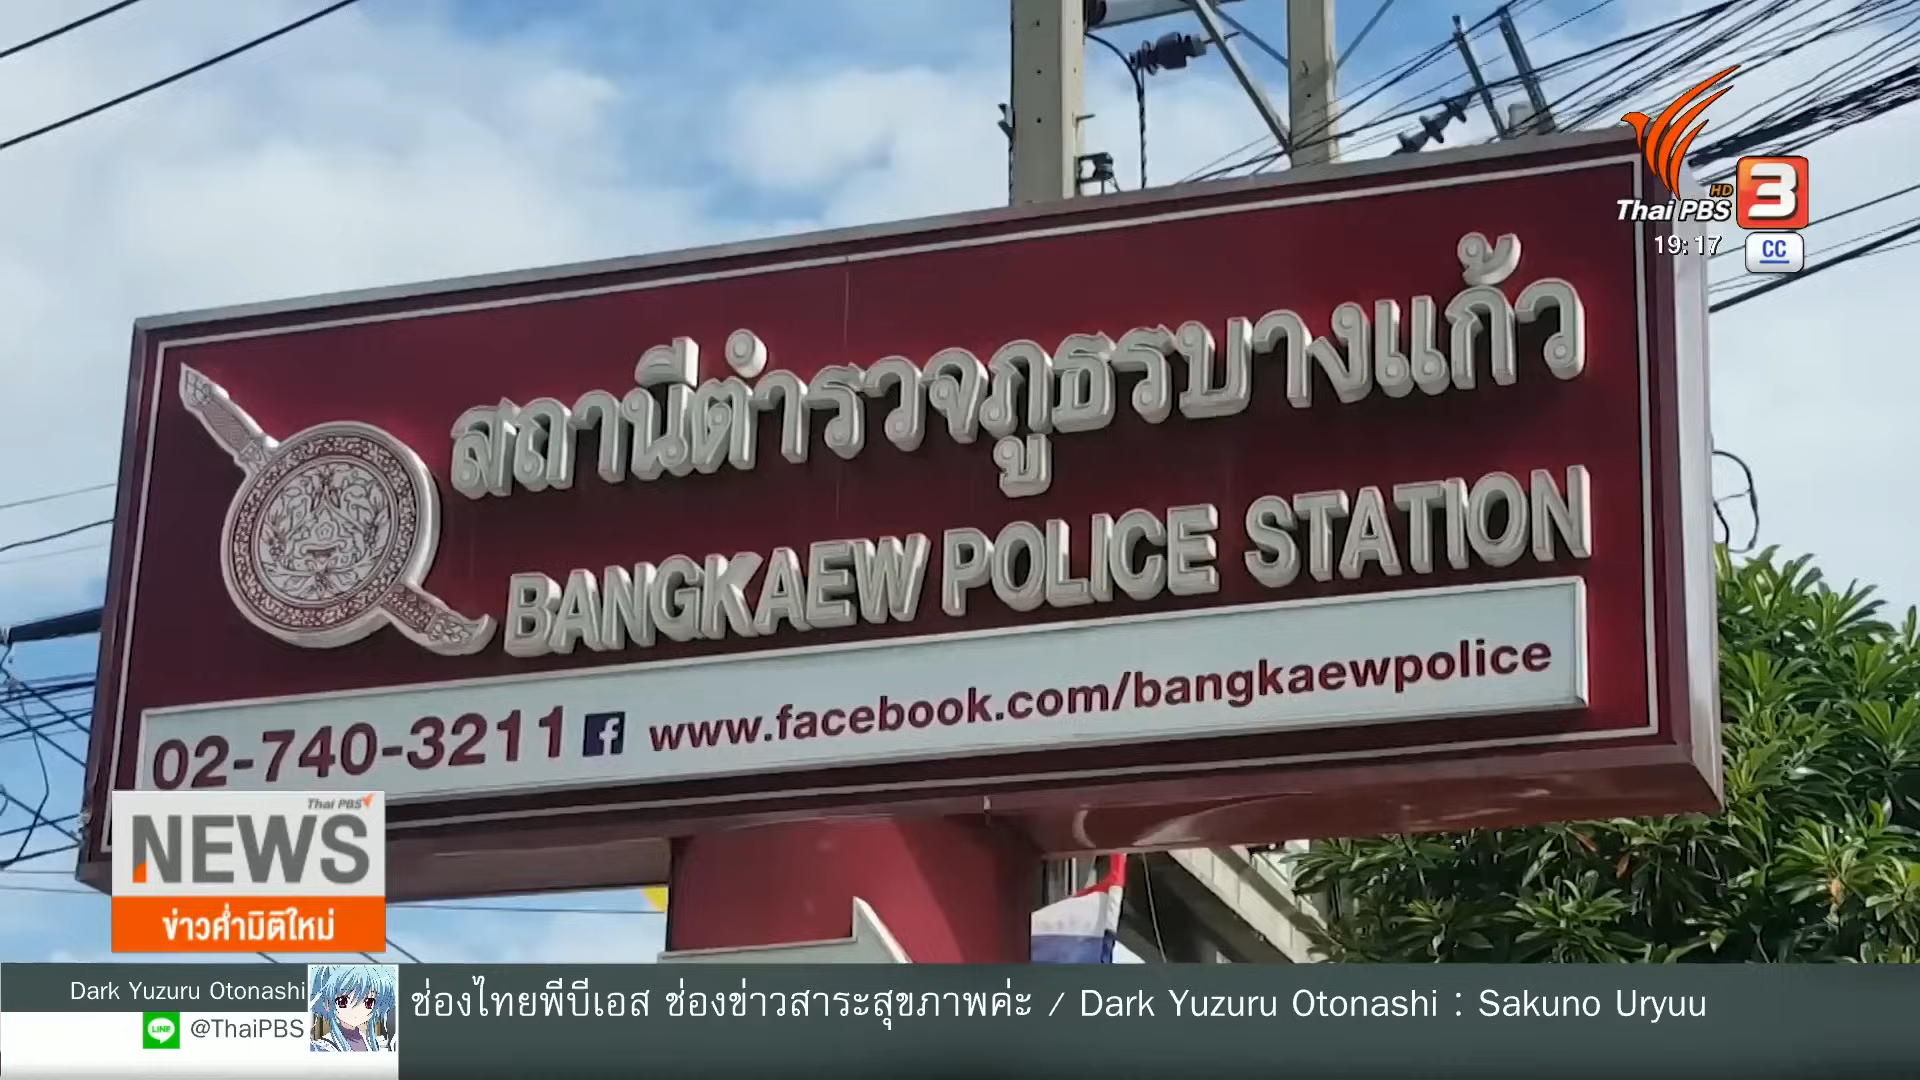 Thai PBS HD 3
19:17 CC
สถานีตำรวจภูธรบางแก้ว
BANGKAEW POLICE STATION
02-740-3211 f www.facebook.com/bangkaewpolice
Thai PBS
NEWS
ข่าวค่ำมิติใหม่
Dark Yuzuru Otonashi
LINE @ThaiPBS
ช่องไทยพีบีเอส ช่องข่าวสาระสุขภาพค่ะ / Dark Yuzuru Otonashi : Sakuno Uryuu